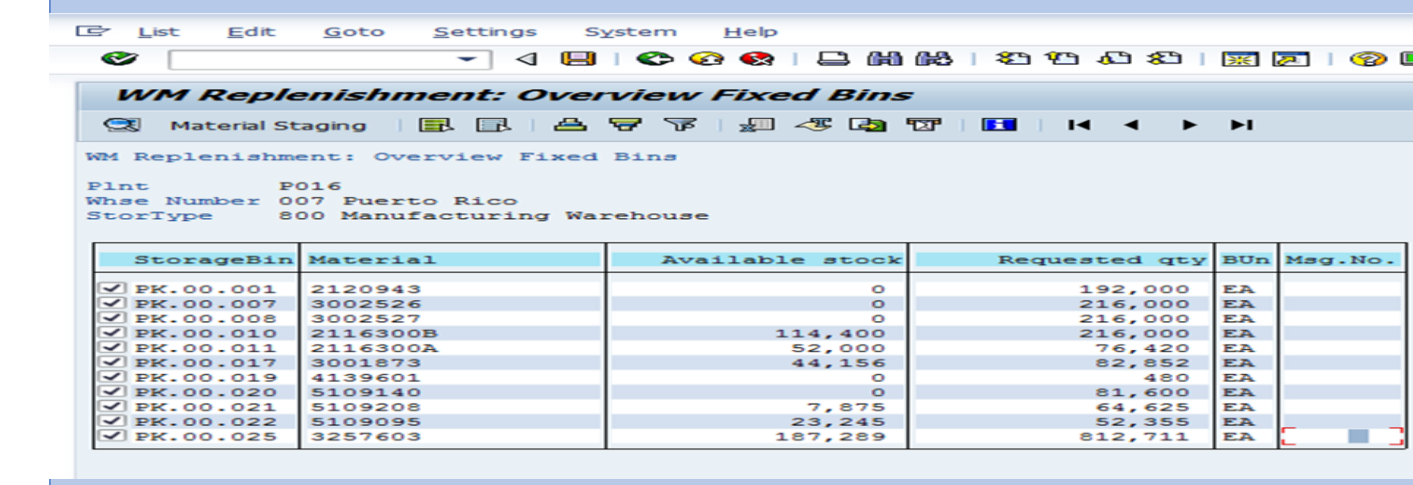 List Edit Goto Settings System Help
WM Replenishment: Overview Fixed Bins
Material Staging
WM Replenishment: Overview Fixed Bins
Plnt P016
Whse Number 007 Puerto Rico
StorType 800 Manufacturing Warehouse
StorageBin Material Available stock Requested qty BUn Msg.No.
PK.00.001 2120943 0 192,000 EA
PK.00.007 3002526 0 216,000 EA
PK.00.008 3002527 0 216,000 EA
PK.00.010 2116300B 114,400 216,000 EA
PK.00.011 2116300A 52,000 76,420 EA
PK.00.017 3001873 44,156 82,852 EA
PK.00.019 4139601 0 480 EA
PK.00.020 5109140 0 81,600 EA
PK.00.021 5109208 7,875 64,625 EA
PK.00.022 5109095 23,245 52,355 EA
PK.00.025 3257603 187,289 812,711 EA